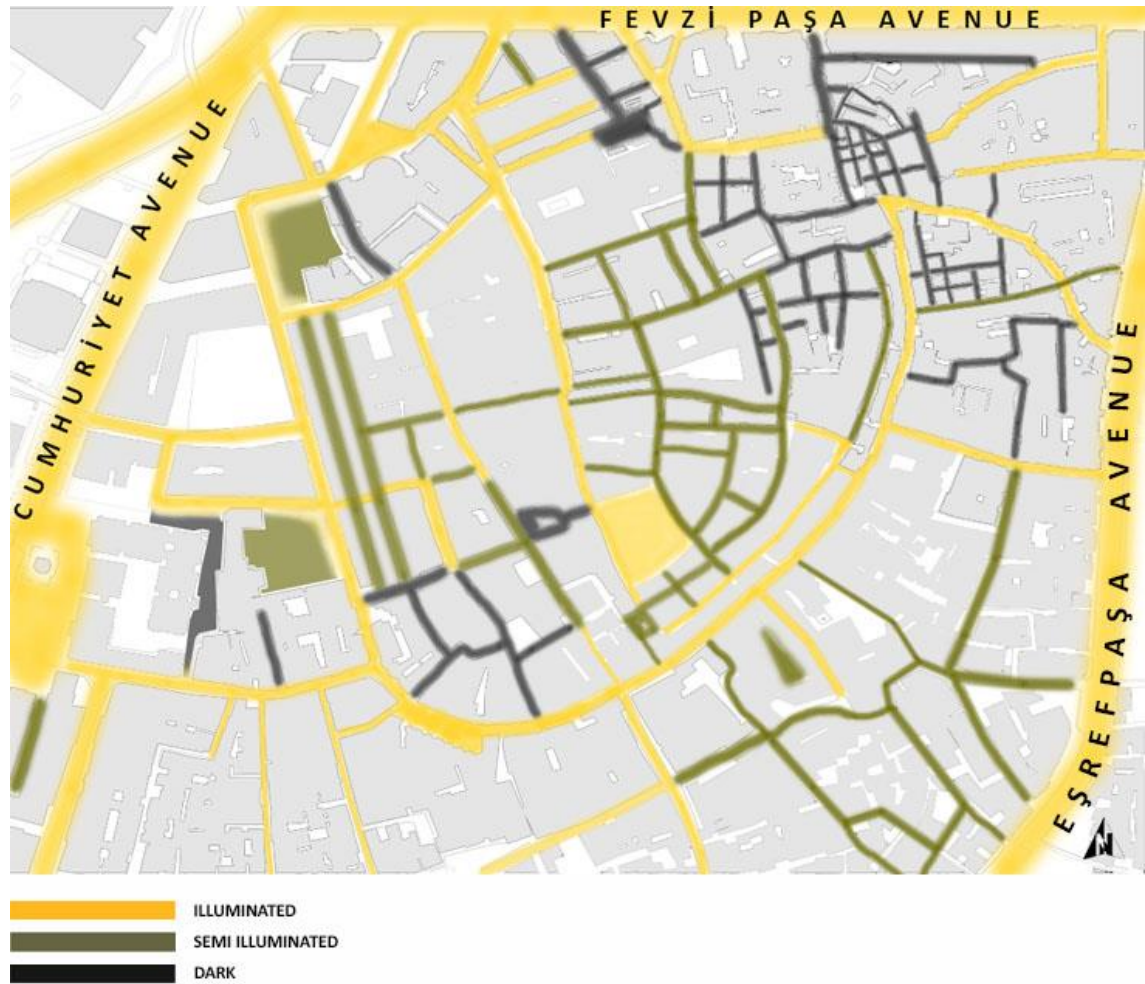 FEVZİ PAŞA AVENUE
CUMHURİYET AVENUE
EŞREFPAŞA AVENUE
N
ILLUMINATED
SEMI ILLUMINATED
DARK